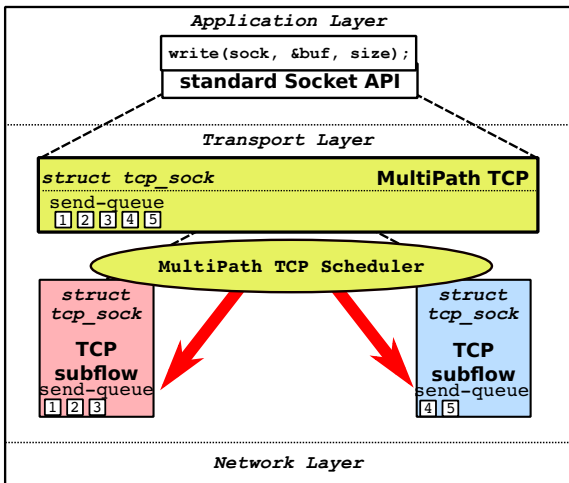 Application Layer
write(sock, &buf, size);
standard Socket API
Transport Layer
struct tcp_sock
MultiPath TCP
send-queue
1 2 3 4 5
MultiPath TCP Scheduler
struct
tcp_sock
TCP
subflow
send-queue
1 2 3
struct
tcp_sock
TCP
subflow
send-queue
4 5
Network Layer